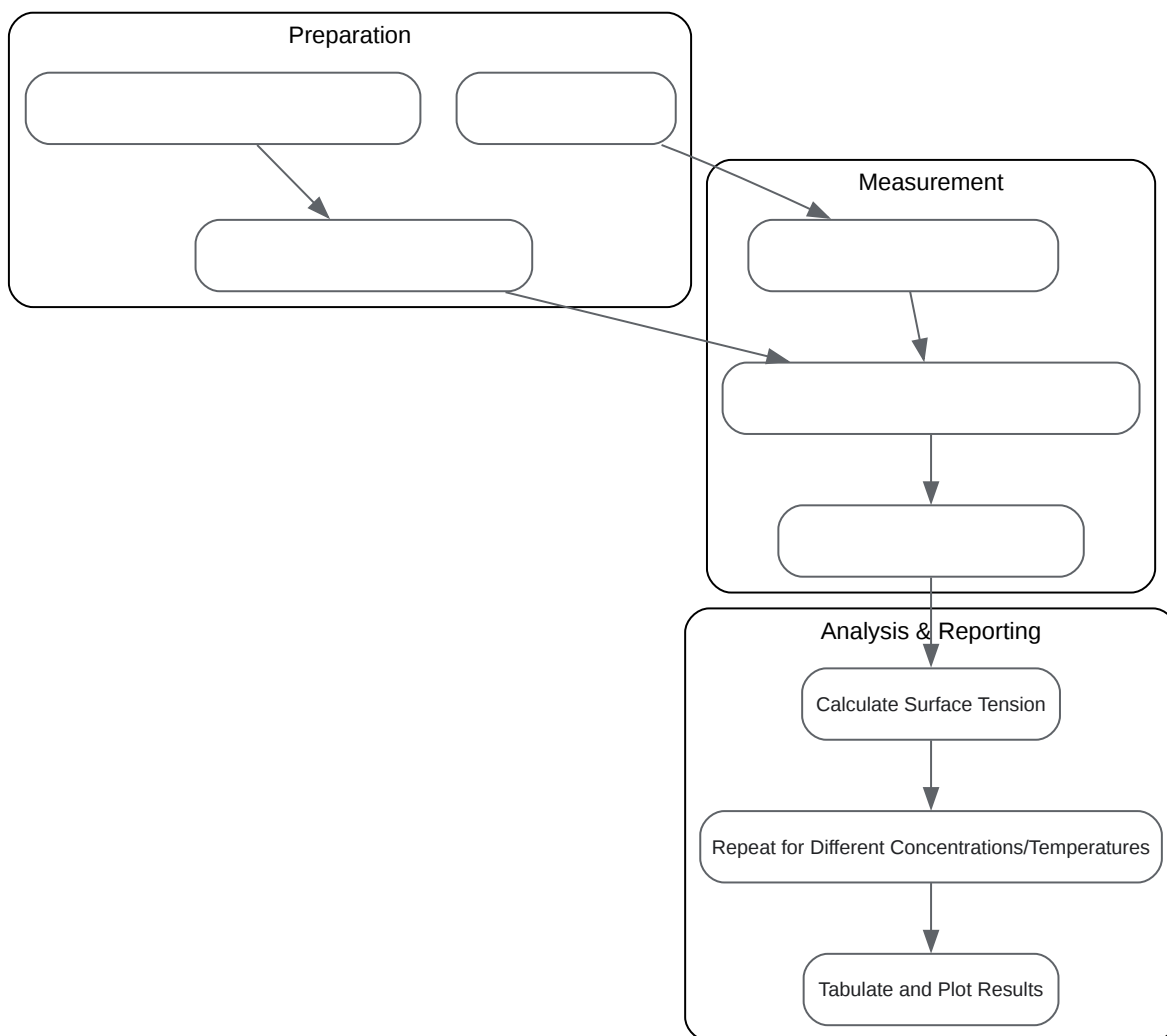 Preparation
Measurement
Analysis & Reporting
Calculate Surface Tension
Repeat for Different Concentrations/Temperatures
Tabulate and Plot Results